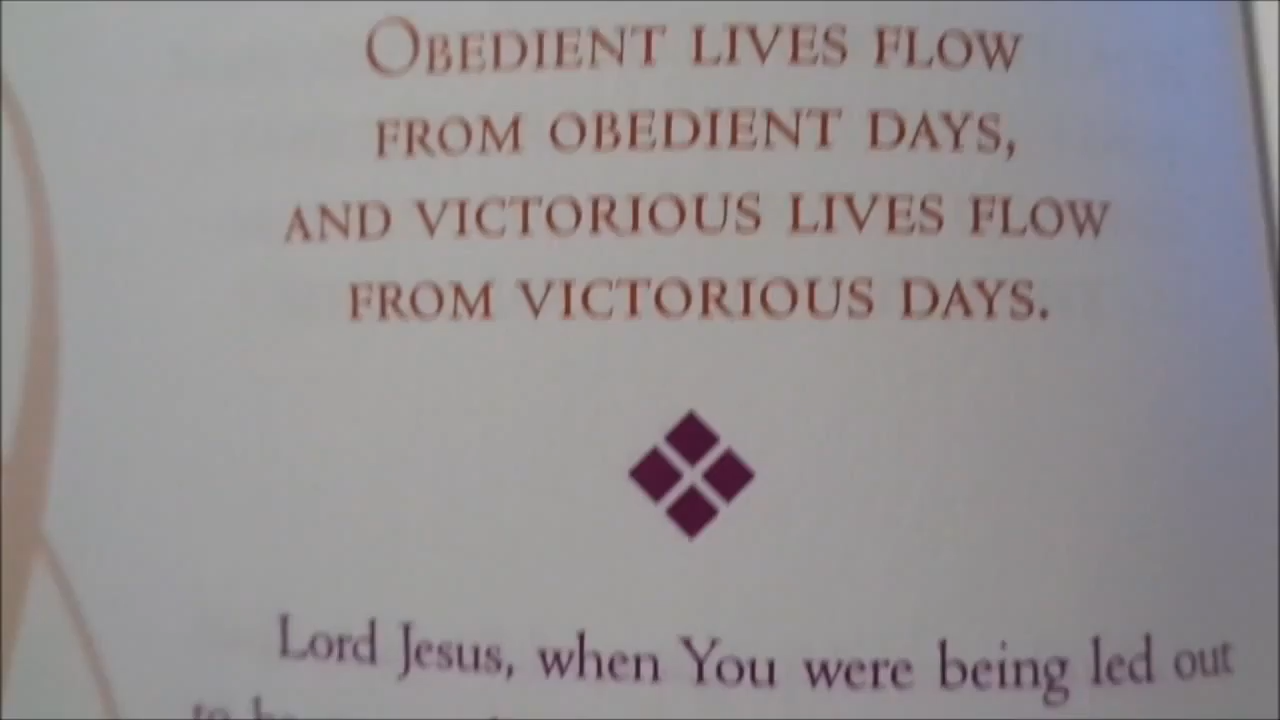 OBEDIENT LIVES FLOW
FROM OBEDIENT DAYS,
AND VICTORIOUS LIVES FLOW
FROM VICTORIOUS DAYS.
Lord Jesus, when You were being led out
to